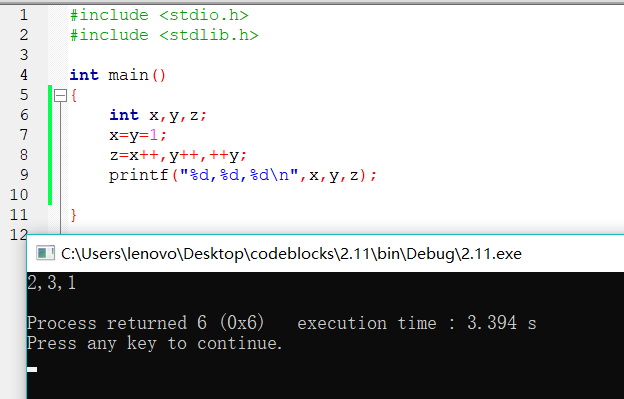 1 #include <stdio.h>
2 #include <stdlib.h>
3
4 int main()
5 {
6 int x,y,z;
7 x=y=1;
8 z=x++,y++,++y;
9 printf("%d,%d,%d\n",x,y,z);
10
11 }
12
C:\Users\lenovo\Desktop\codeblocks\2.11\bin\Debug\2.11.exe
2,3,1
Process returned 6 (0x6) execution time : 3.394 s
Press any key to continue.